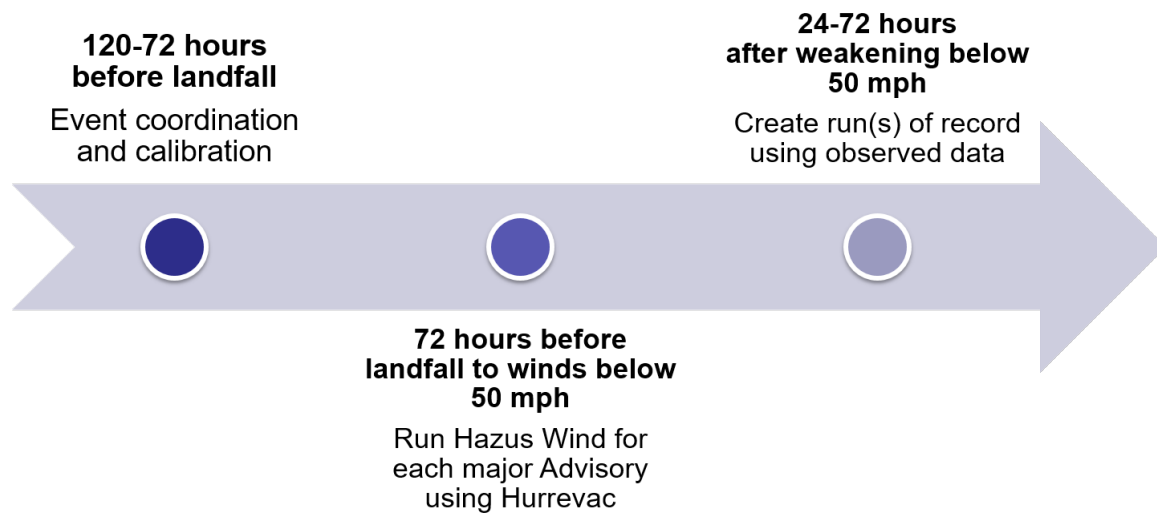 120-72 hours
before landfall
Event coordination
and calibration
72 hours before
landfall to winds below
50 mph
Run Hazus Wind for
each major Advisory
using Hurrevac
24-72 hours
after weakening below
50 mph
Create run(s) of record
using observed data